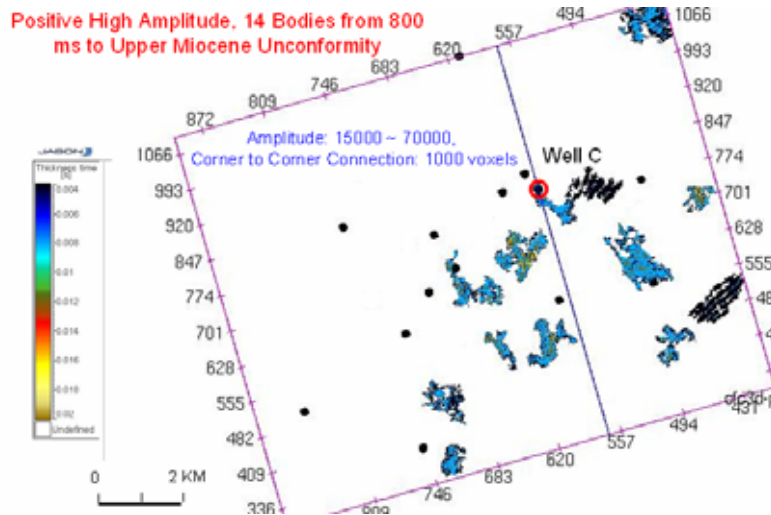 Positive High Amplitude, 14 Bodies from 800
ms to Upper Miocene Unconformity
Amplitude: 15000 ~ 70000,
Corner to Corner Connection: 1000 voxels
Well C
JASON
Thickness time
[s]
0.004
0.006
0.008
0.01
0.012
0.014
0.016
0.018
0.02
Undefined
0 2 KM
872 809 746 683 620 557 494
1066
993
920
847
774
701
628
555
482
409
336
1066
993
920
847
774
701
628
555
809 746 683 620 557 494 431